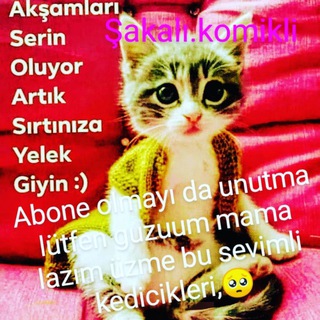 Akşamları
Serin
Oluyor
Artık
Sırtınıza
Yelek
Giyin :)
Şakalı.komikli
Abone olmayı da unutma
lütfen guzuum mama
lazım üzme bu sevimli
kedicikleri,🥺